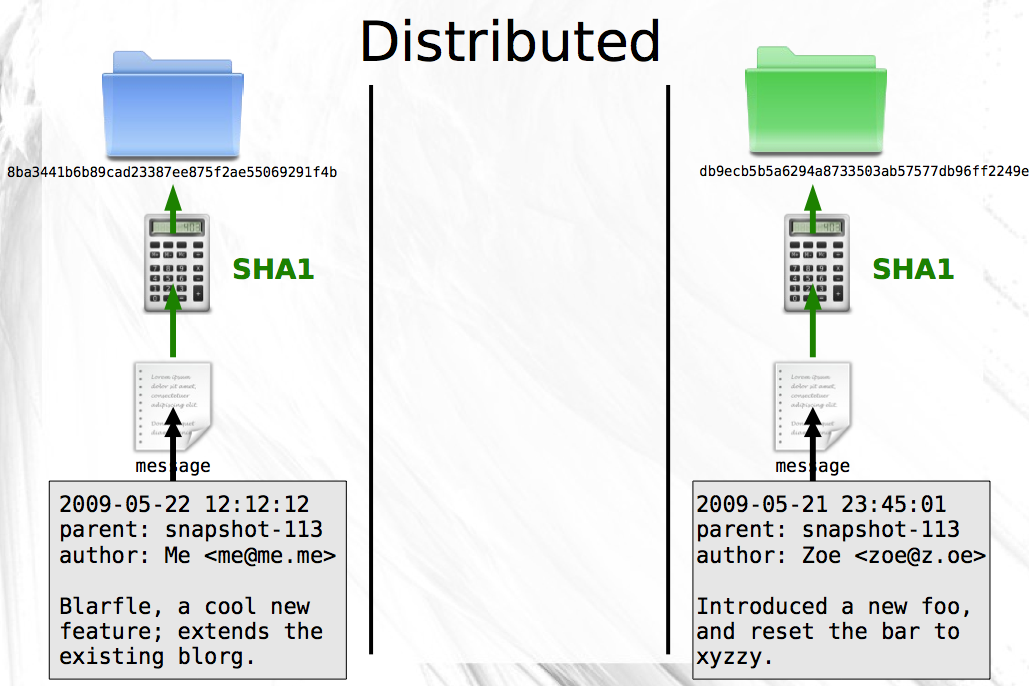 Distributed
8ba3441b6b89cad23387ee875f2ae55069291f4b
SHA1
message
2009-05-22 12:12:12
parent: snapshot-113
author: Me <me@me.me>
Blarfle, a cool new
feature; extends the
existing blorg.
db9ecb5b5a6294a8733503ab57577db96ff2249e
SHA1
message
2009-05-21 23:45:01
parent: snapshot-113
author: Zoe <zoe@z.oe>
Introduced a new foo,
and reset the bar to
xyzzy.